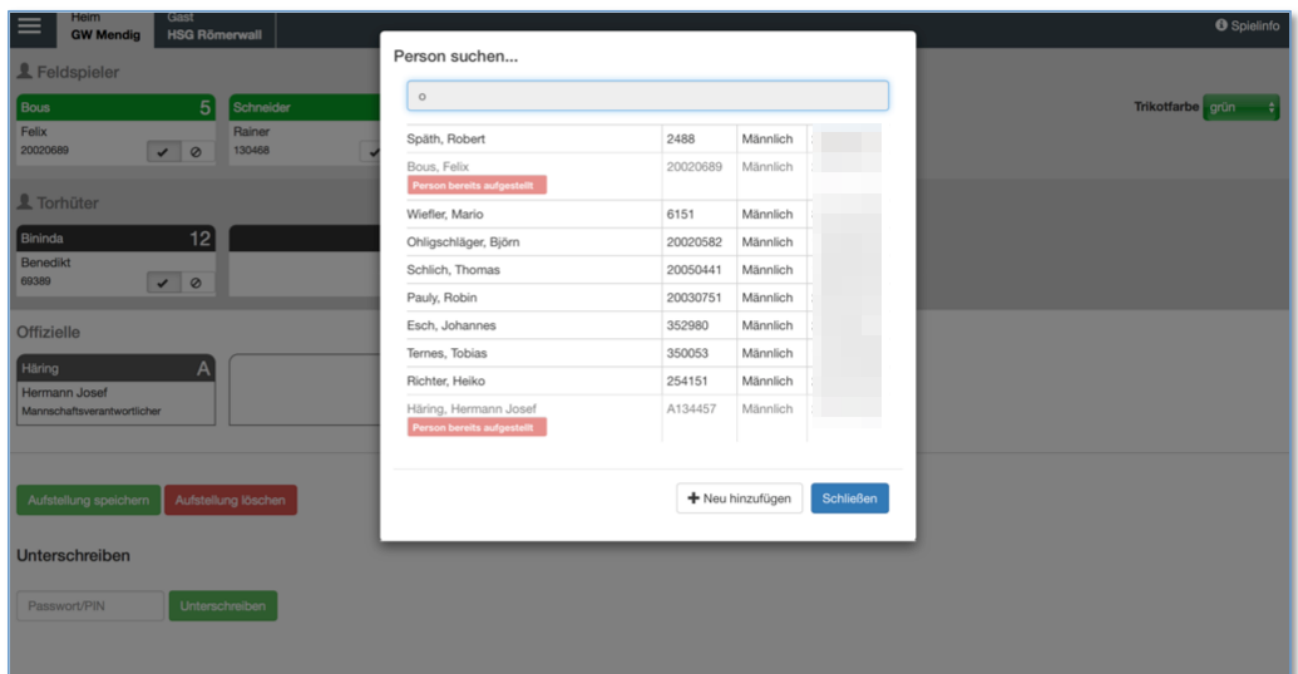 Heim
GW Mendig
Gast
HSG Römerwall
Spielinfo
Feldspieler
Bous 5
Felix
20020689
Schneider
Rainer
130468
Trikotfarbe grün
Torhüter
Bininda 12
Benedikt
69389
Offizielle
Häring A
Hermann Josef
Mannschaftsverantwortlicher
Aufstellung speichern Aufstellung löschen
Unterschreiben
Passwort/PIN Unterschreiben
Person suchen...
o
Späth, Robert 2488 Männlich
Bous, Felix 20020689 Männlich
Person bereits aufgestellt
Wiefler, Mario 6151 Männlich
Ohligschläger, Björn 20020582 Männlich
Schlich, Thomas 20050441 Männlich
Pauly, Robin 20030751 Männlich
Esch, Johannes 352980 Männlich
Ternes, Tobias 350053 Männlich
Richter, Heiko 254151 Männlich
Häring, Hermann Josef A134457 Männlich
Person bereits aufgestellt
Neu hinzufügen Schließen